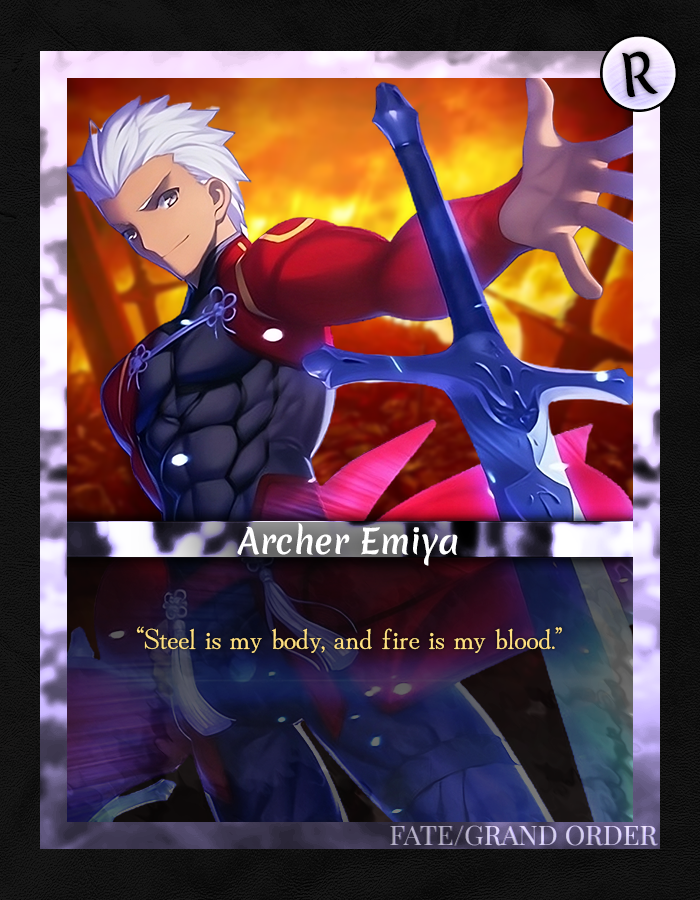 R
Archer Emiya
“Steel is my body, and fire is my blood.”
FATE/GRAND ORDER